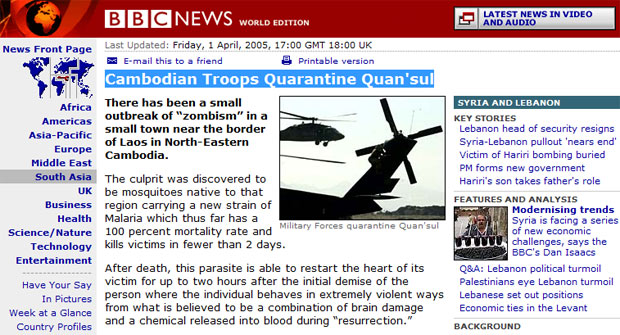 BBC NEWS WORLD EDITION
LATEST NEWS IN VIDEO
AND AUDIO
News Front Page
Africa
Americas
Asia-Pacific
Europe
Middle East
South Asia
UK
Business
Health
Science/Nature
Technology
Entertainment
Have Your Say
In Pictures
Week at a Glance
Country Profiles
Last Updated: Friday, 1 April, 2005, 17:00 GMT 18:00 UK
E-mail this to a friend
Printable version
Cambodian Troops Quarantine Quan'sul
There has been a small
outbreak of “zombism” in a
small town near the border
of Laos in North-Eastern
Cambodia.
Military Forces quarantine Quan'sul
The culprit was discovered to
be mosquitoes native to that
region carrying a new strain of
Malaria which thus far has a
100 percent mortality rate and
kills victims in fewer than 2 days.
After death, this parasite is able to restart the heart of its
victim for up to two hours after the initial demise of the
person where the individual behaves in extremely violent ways
from what is believed to be a combination of brain damage
and a chemical released into blood during “resurrection.”
SYRIA AND LEBANON
KEY STORIES
Lebanon head of security resigns
Syria-Lebanon pullout 'nears end'
Victim of Hariri bombing buried
PM forms new government
Hariri's son takes father's role
FEATURES AND ANALYSIS
Modernising trends
Syria is facing a
series of new
economic
challenges, says the
BBC's Dan Isaacs
Q&A: Lebanon political turmoil
Palestinians eye Lebanon turmoil
Lebanese set out positions
Economic ties in the Levant
BACKGROUND